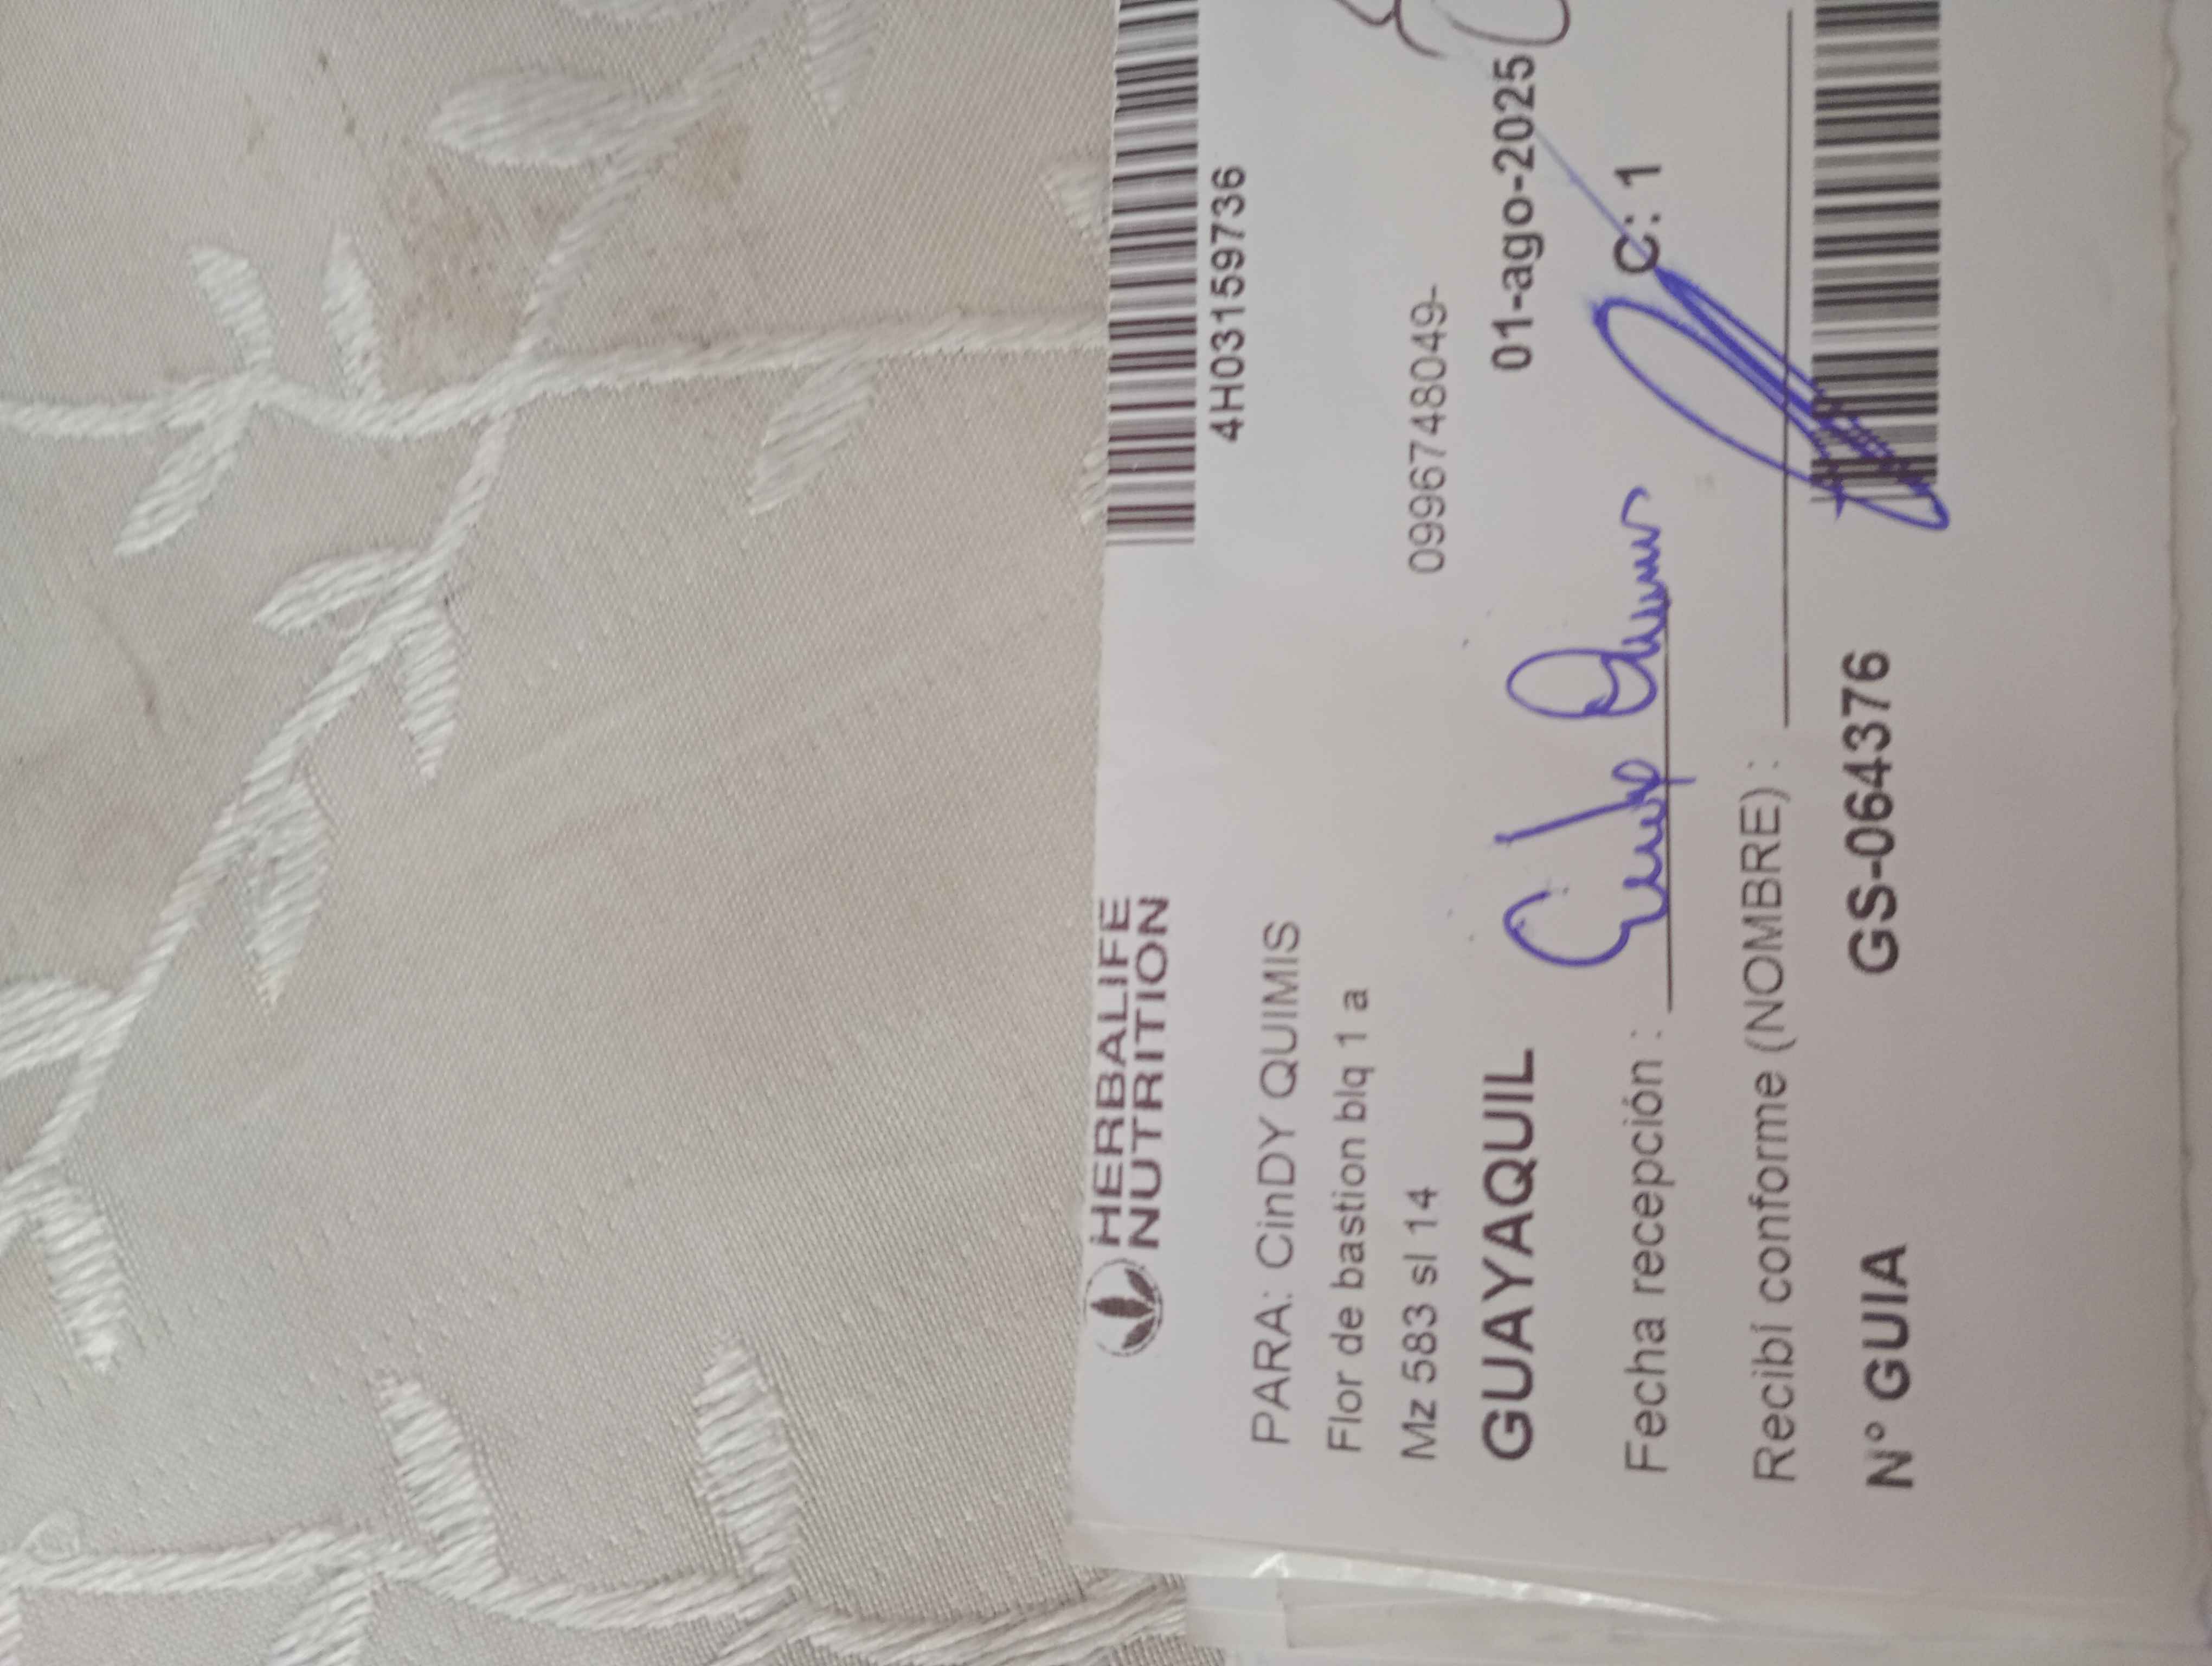 HERBALIFE
NUTRITION
4H03159736
PARA: CinDY QUIMIS
Flor de bastion blq 1 a
Mz 583 sl 14
0996748049-
GUAYAQUIL
01-ago-2025
Fecha recepción :
C: 1
Recibí conforme (NOMBRE) :
N° GUIA
GS-064376